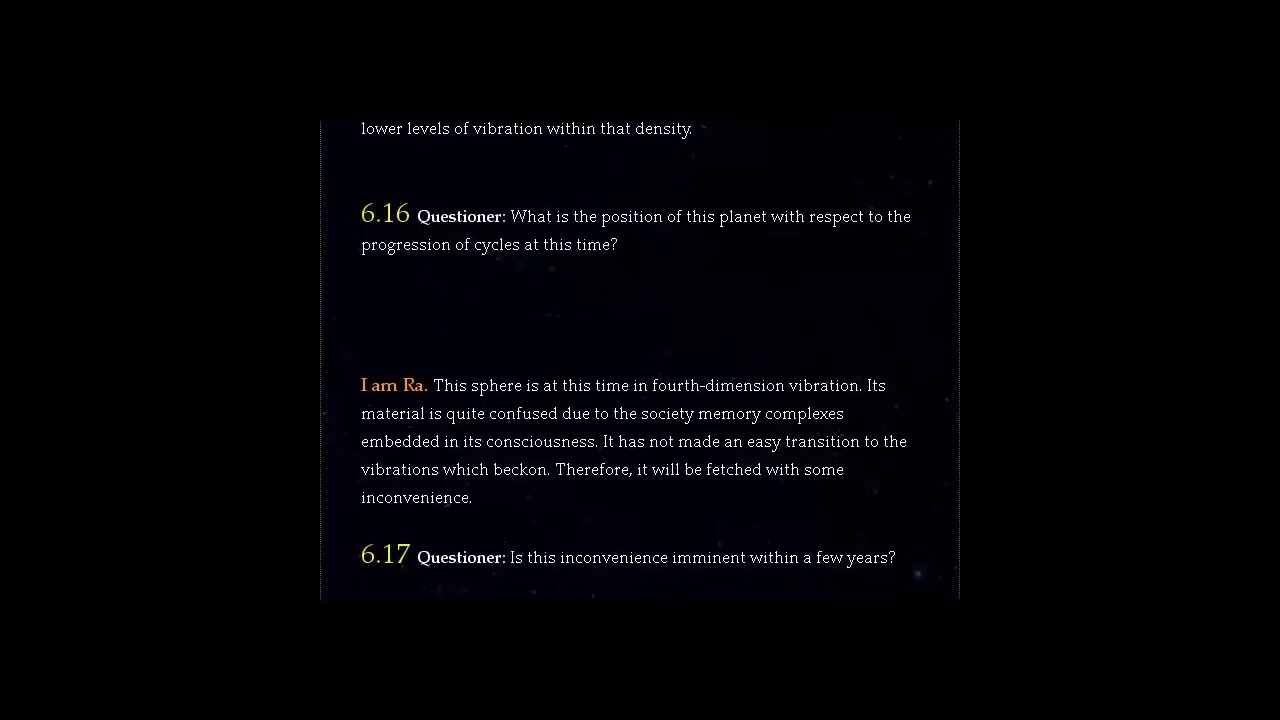 lower levels of vibration within that density.
6.16 Questioner: What is the position of this planet with respect to the
progression of cycles at this time?
I am Ra. This sphere is at this time in fourth-dimension vibration. Its
material is quite confused due to the society memory complexes
embedded in its consciousness. It has not made an easy transition to the
vibrations which beckon. Therefore, it will be fetched with some
inconvenience.
6.17 Questioner: Is this inconvenience imminent within a few years?